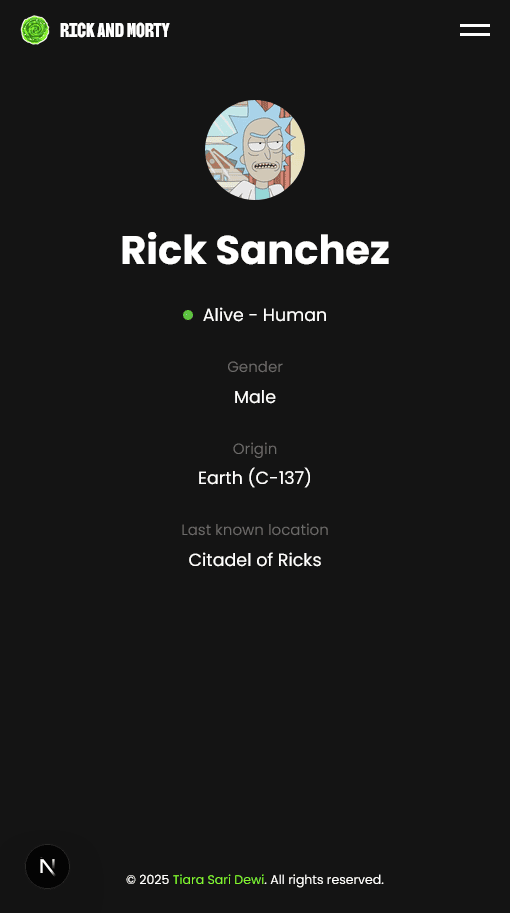 RICK AND MORTY
Rick Sanchez
Alive - Human
Gender
Male
Origin
Earth (C-137)
Last known location
Citadel of Ricks
N
© 2025 Tiara Sari Dewi. All rights reserved.